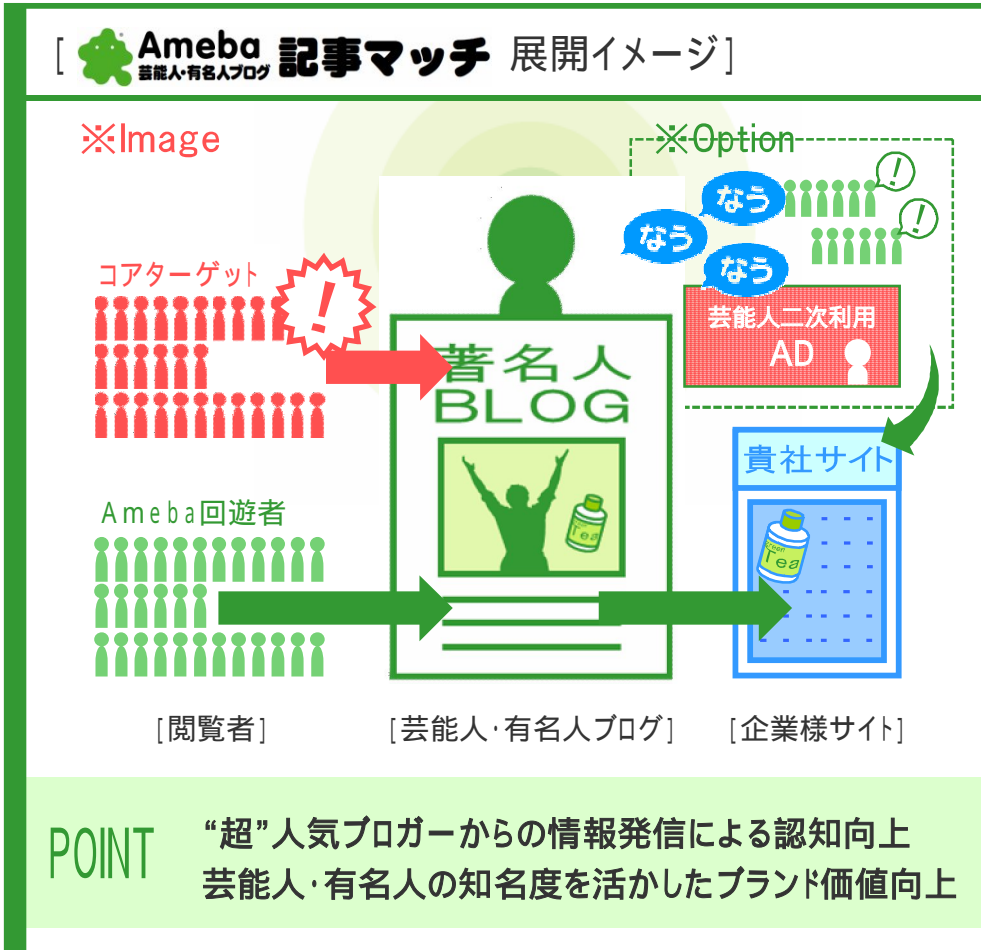 [ Ameba 芸能人・有名人ブログ 記事マッチ 展開イメージ]
※Image
※Option
なう
なう
なう
コアターゲット
!
!
!
芸能人二次利用
AD
著名人
BLOG
貴社サイト
Tea
Green
Tea
Ameba回遊者
[閲覧者]
[芸能人・有名人ブログ]
[企業様サイト]
POINT
“超”人気ブロガーからの情報発信による認知向上
芸能人・有名人の知名度を活かしたブランド価値向上